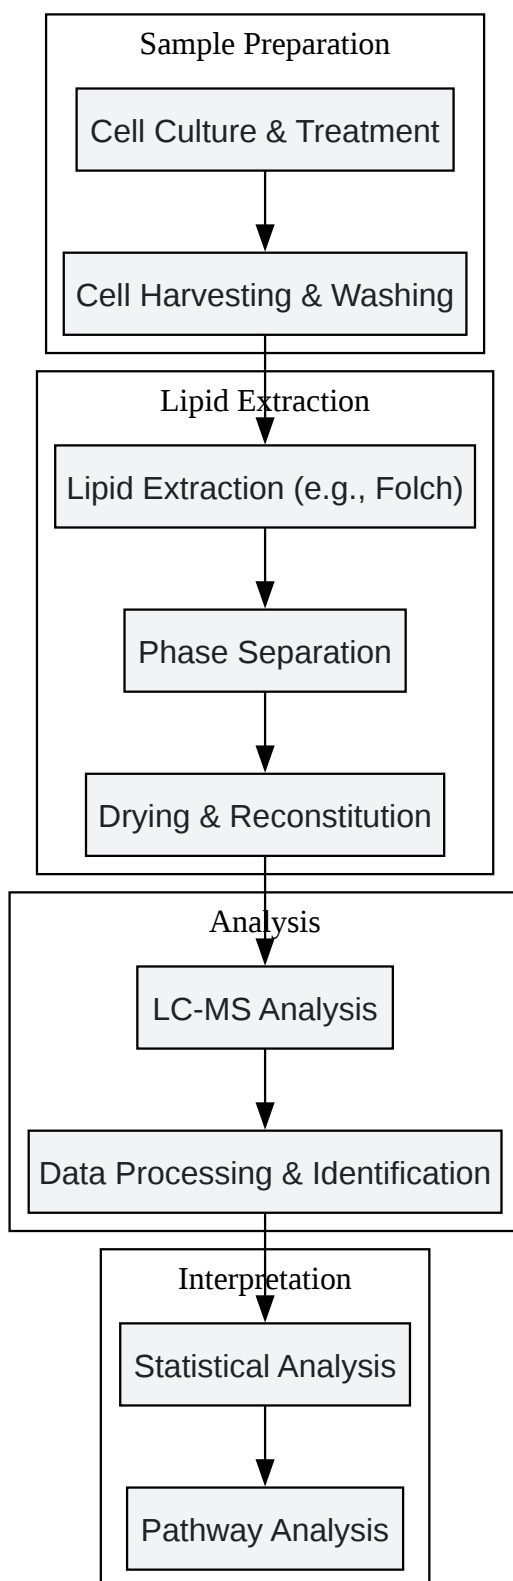 Sample Preparation
Cell Culture & Treatment
Cell Harvesting & Washing
Lipid Extraction
Lipid Extraction (e.g., Folch)
Phase Separation
Drying & Reconstitution
Analysis
LC-MS Analysis
Data Processing & Identification
Interpretation
Statistical Analysis
Pathway Analysis